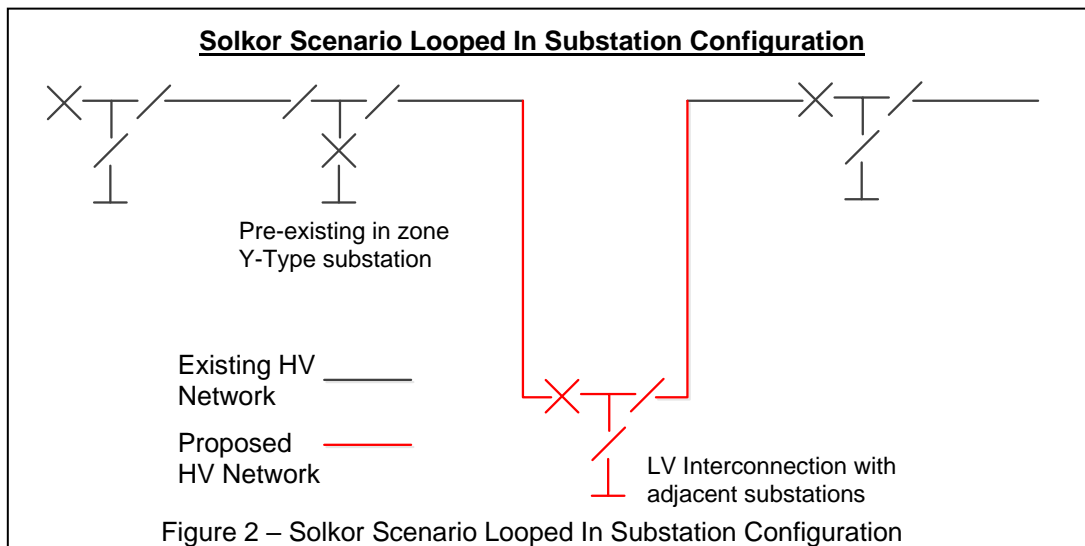 Solkor Scenario Looped In Substation Configuration
Pre-existing in zone
Y-Type substation
Existing HV
Network
Proposed
HV Network
LV Interconnection with
adjacent substations
Figure 2 – Solkor Scenario Looped In Substation Configuration